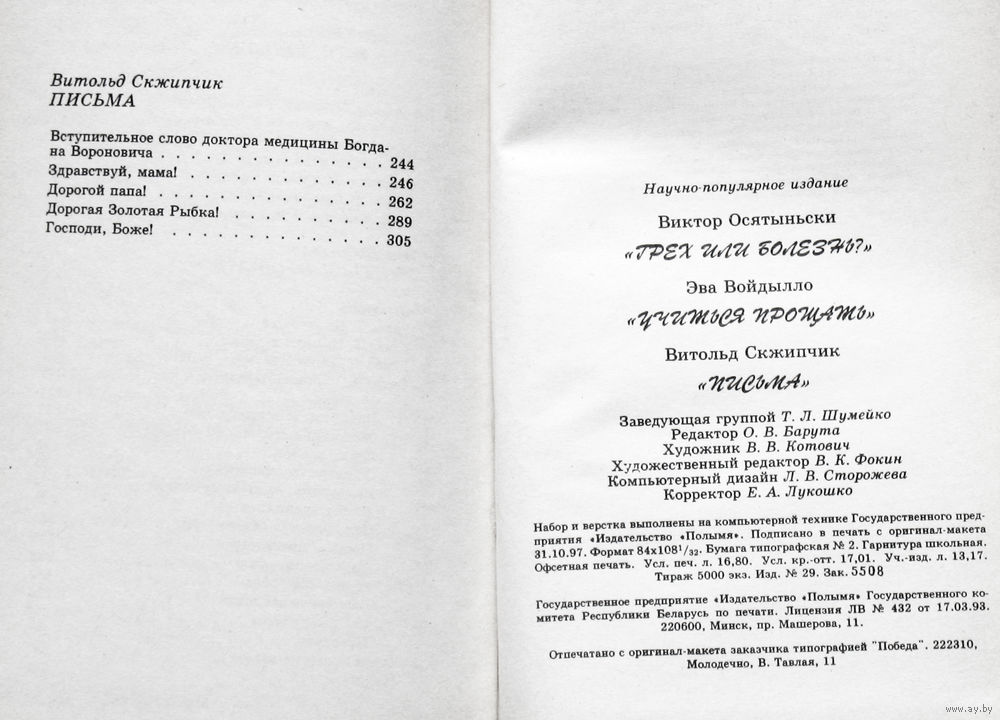 Витольд Скжипчик
ПИСЬМА
Вступительное слово доктора медицины Богда-
на Вороновича . . . . . . . . . . . . . . 244
Здравствуй, мама! . . . . . . . . . . . . . 246
Дорогой папа! . . . . . . . . . . . . . . 262
Дорогая Золотая Рыбка! . . . . . . . . . . 289
Господи, Боже! . . . . . . . . . . . . . 305
Научно-популярное издание
Виктор Осятыньски
«ГРЕХ ИЛИ БОЛЕЗНЬ?»
Эва Войдылло
«УЧИТЬСЯ ПРОЩАТЬ»
Витольд Скжипчик
«ПИСЬМА»
Заведующая группой Т. Л. Шумейко
Редактор О. В. Барута
Художник В. В. Котович
Художественный редактор В. К. Фокин
Компьютерный дизайн Л. В. Сторожева
Корректор Е. А. Лукошко
Набор и верстка выполнены на компьютерной технике Государственного пред-
приятия «Издательство «Полымя». Подписано в печать с оригинал-макета
31.10.97. Формат 84х108¹/₃₂. Бумага типографская № 2. Гарнитура школьная.
Офсетная печать. Усл. печ. л. 16,80. Усл. кр.-отт. 17,01. Уч.-изд. л. 13,17.
Тираж 5000 экз. Изд. № 29. Зак. 5508
Государственное предприятие «Издательство «Полымя» Государственного ко-
митета Республики Беларусь по печати. Лицензия ЛВ № 432 от 17.03.93.
220600, Минск, пр. Машерова, 11.
Отпечатано с оригинал-макета заказчика типографией "Победа". 222310,
Молодечно, В. Тавлая, 11
www.ay.by